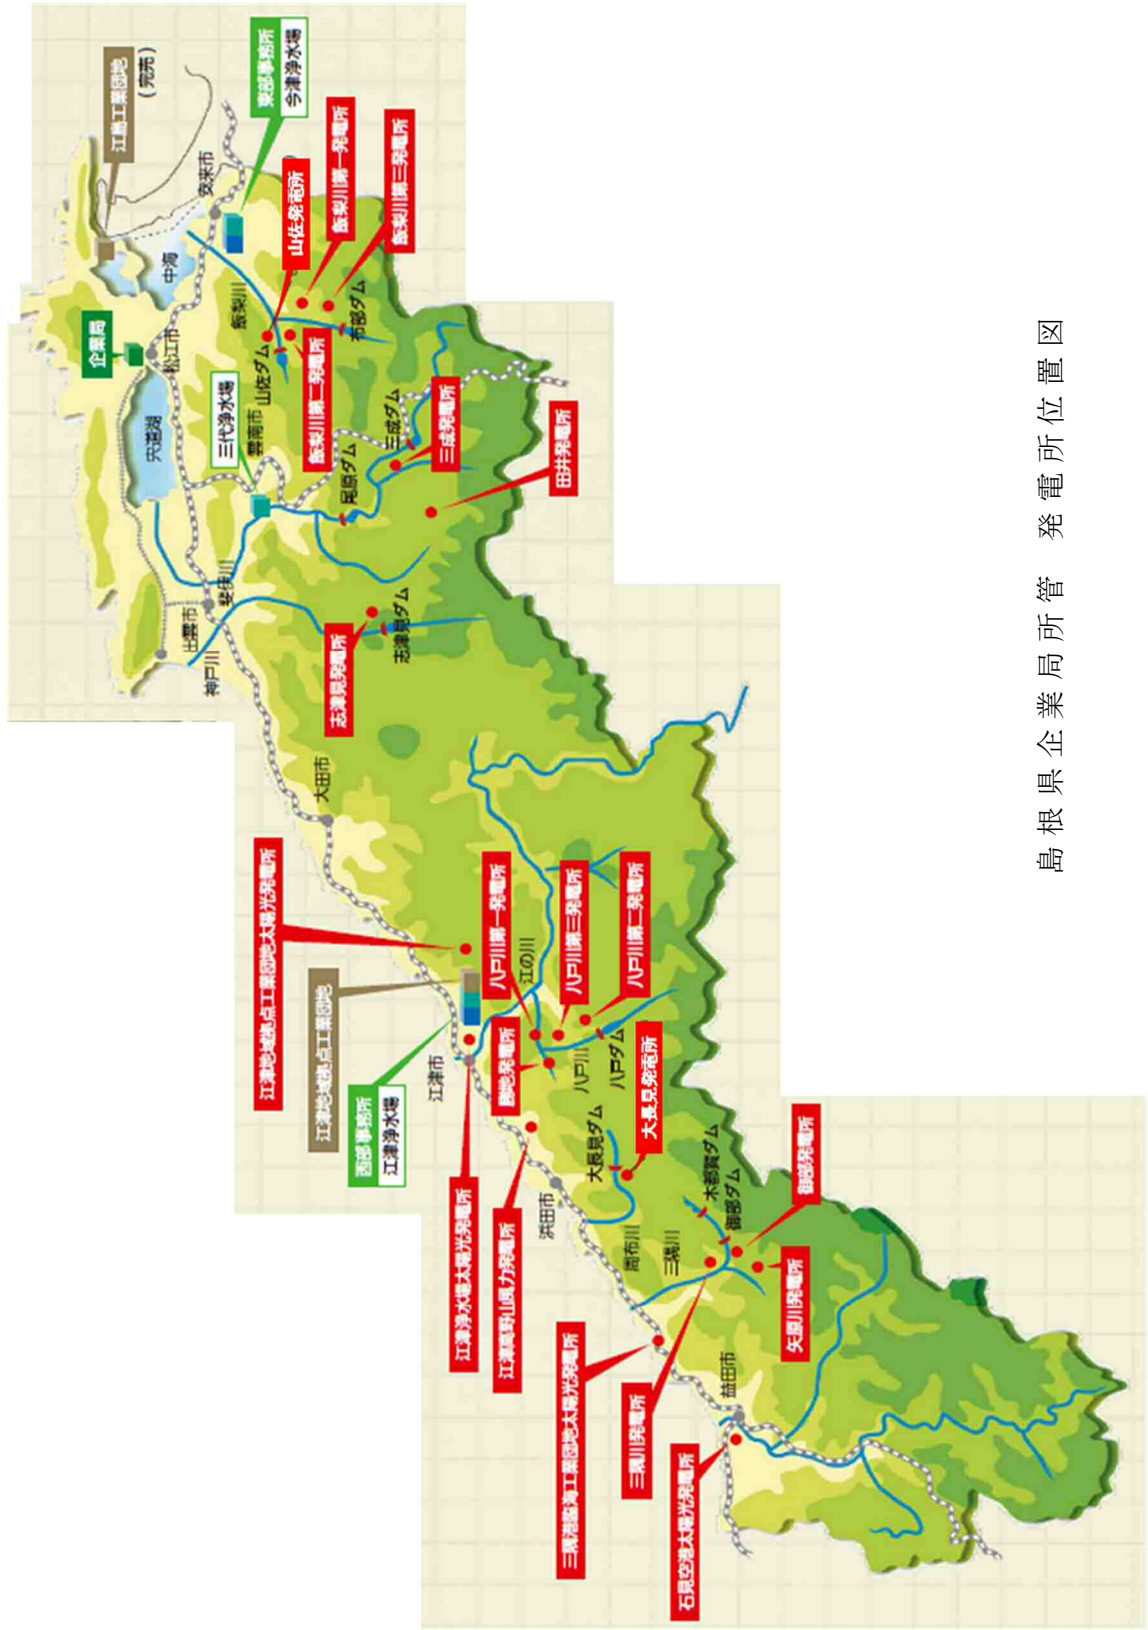 島根県企業局所管 発電所位置図
江島工業団地
(完売)
東部事務所
今津浄水場
企業局
中海
安来市
松江市
宍道湖
飯梨川
山佐発電所
飯梨川第一発電所
飯梨川第三発電所
飯梨川第二発電所
布部ダム
山佐ダム
三代浄水場
雲南市
三成ダム
三成発電所
尾原ダム
田井発電所
斐伊川
出雲市
神戸川
志津見発電所
志津見ダム
大田市
江津地域拠点工業団地太陽光発電所
江津地域拠点工業団地
西部事務所
江津浄水場
江津市
八戸川第一発電所
江の川
八戸川第三発電所
八戸川第二発電所
勝地発電所
八戸川
八戸ダム
大長見発電所
大長見ダム
江津浄水場太陽光発電所
江津高野山風力発電所
浜田市
周布川
三隅川
木都賀ダム
御部ダム
御部発電所
矢原川発電所
三隅港臨海工業団地太陽光発電所
三隅川発電所
益田市
石見空港太陽光発電所